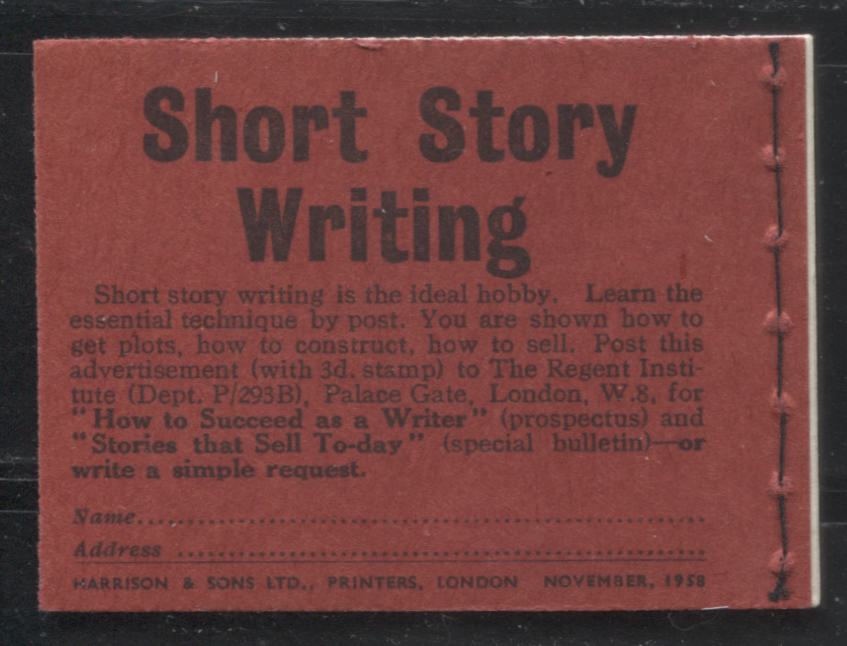 Short Story
Writing
Short story writing is the ideal hobby. Learn the
essential technique by post. You are shown how to
get plots, how to construct, how to sell. Post this
advertisement (with 3d. stamp) to The Regent Insti-
tute (Dept. P/293B), Palace Gate, London, W.8, for
"How to Succeed as a Writer" (prospectus) and
"Stories that Sell To-day" (special bulletin)—or
write a simple request.
Name......................................................
Address ..................................................
HARRISON & SONS LTD., PRINTERS, LONDON NOVEMBER, 1958